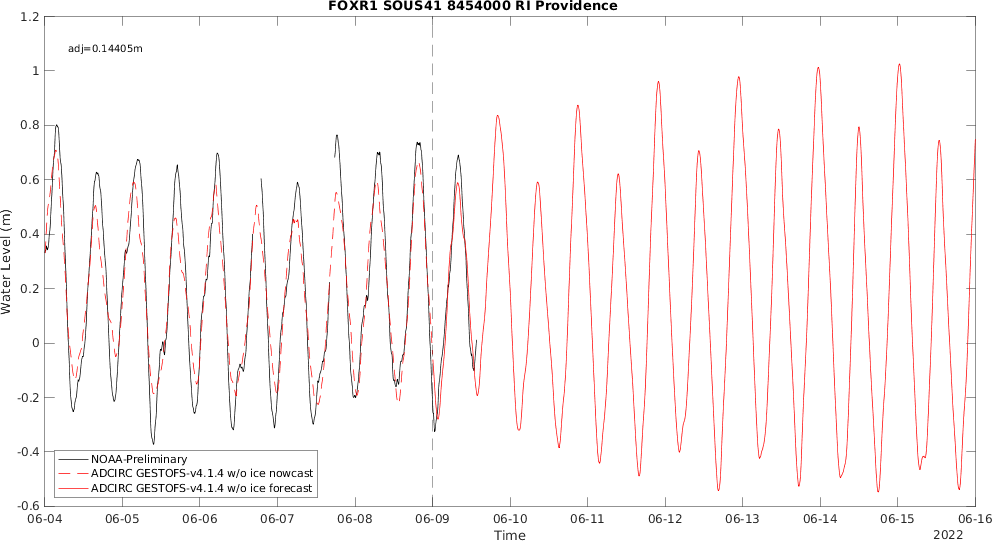 FOXR1 SOUS41 8454000 RI Providence
1.2
adj=0.14405m
1
0.8
0.6
0.4
0.2
0
-0.2
-0.4
-0.6
Water Level (m)
NOAA-Preliminary
ADCIRC GESTOFS-v4.1.4 w/o ice nowcast
ADCIRC GESTOFS-v4.1.4 w/o ice forecast
06-04 06-05 06-06 06-07 06-08 06-09 06-10 06-11 06-12 06-13 06-14 06-15 06-16
Time
2022